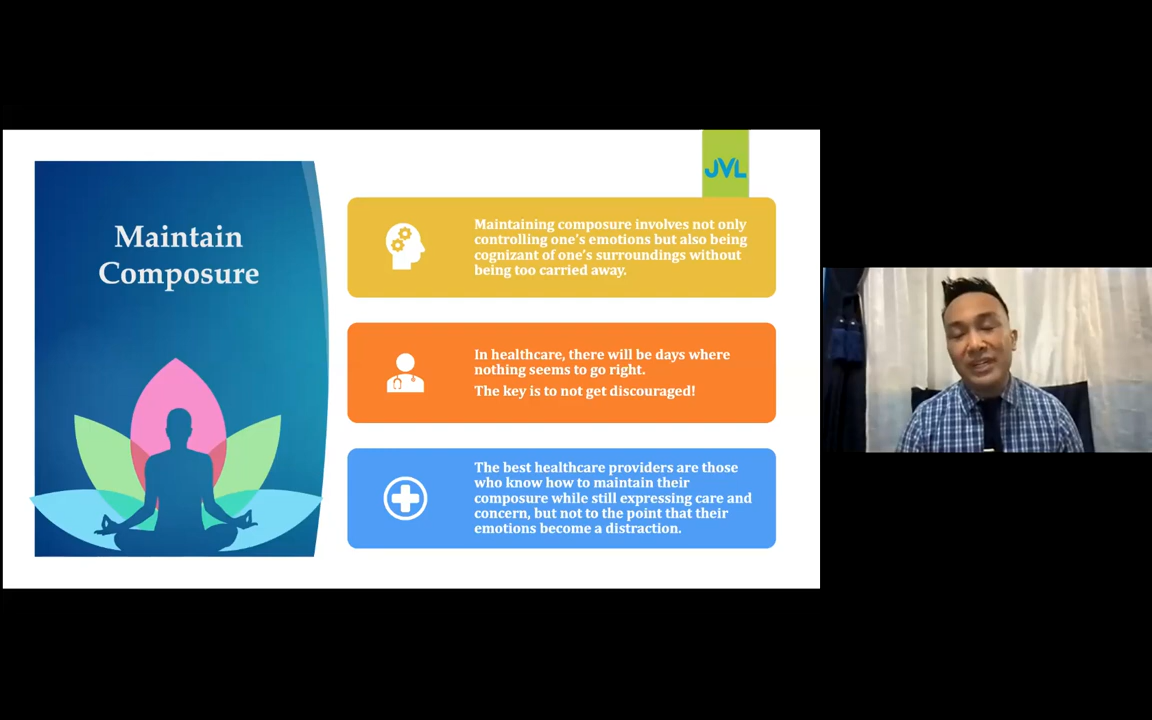 JVL
Maintain
Composure
Maintaining composure involves not only
controlling one's emotions but also being
cognizant of one's surroundings without
being too carried away.
In healthcare, there will be days where
nothing seems to go right.
The key is to not get discouraged!
The best healthcare providers are those
who know how to maintain their
composure while still expressing care and
concern, but not to the point that their
emotions become a distraction.